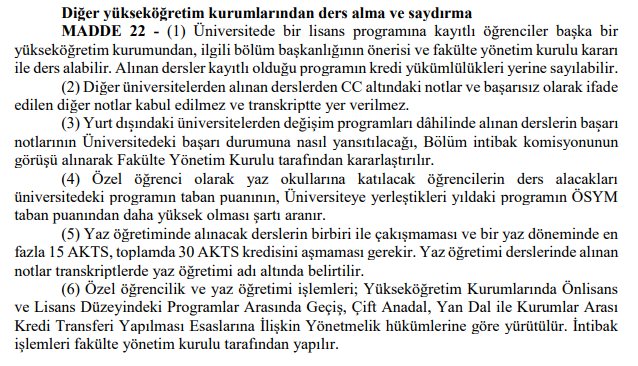 Diğer yükseköğretim kurumlarından ders alma ve saydırma
MADDE 22 - (1) Üniversitede bir lisans programına kayıtlı öğrenciler başka bir
yükseköğretim kurumundan, ilgili bölüm başkanlığının önerisi ve fakülte yönetim kurulu kararı
ile ders alabilir. Alınan dersler kayıtlı olduğu programın kredi yükümlülükleri yerine sayılabilir.
(2) Diğer üniversitelerden alınan derslerden CC altındaki notlar ve başarısız olarak ifade
edilen diğer notlar kabul edilmez ve transkriptte yer verilmez.
(3) Yurt dışındaki üniversitelerden değişim programları dâhilinde alınan derslerin başarı
notlarının Üniversitedeki başarı durumuna nasıl yansıtılacağı, Bölüm intibak komisyonunun
görüşü alınarak Fakülte Yönetim Kurulu tarafından kararlaştırılır.
(4) Özel öğrenci olarak yaz okullarına katılacak öğrencilerin ders alacakları
üniversitedeki programın taban puanının, Üniversiteye yerleştikleri yıldaki programın ÖSYM
taban puanından daha yüksek olması şartı aranır.
(5) Yaz öğretiminde alınacak derslerin birbiri ile çakışmaması ve bir yaz döneminde en
fazla 15 AKTS, toplamda 30 AKTS kredisini aşmaması gerekir. Yaz öğretimi derslerinde alınan
notlar transkriptlerde yaz öğretimi adı altında belirtilir.
(6) Özel öğrencilik ve yaz öğretimi işlemleri; Yükseköğretim Kurumlarında Önlisans
ve Lisans Düzeyindeki Programlar Arasında Geçiş, Çift Anadal, Yan Dal ile Kurumlar Arası
Kredi Transferi Yapılması Esaslarına İlişkin Yönetmelik hükümlerine göre yürütülür. İntibak
işlemleri fakülte yönetim kurulu tarafından yapılır.